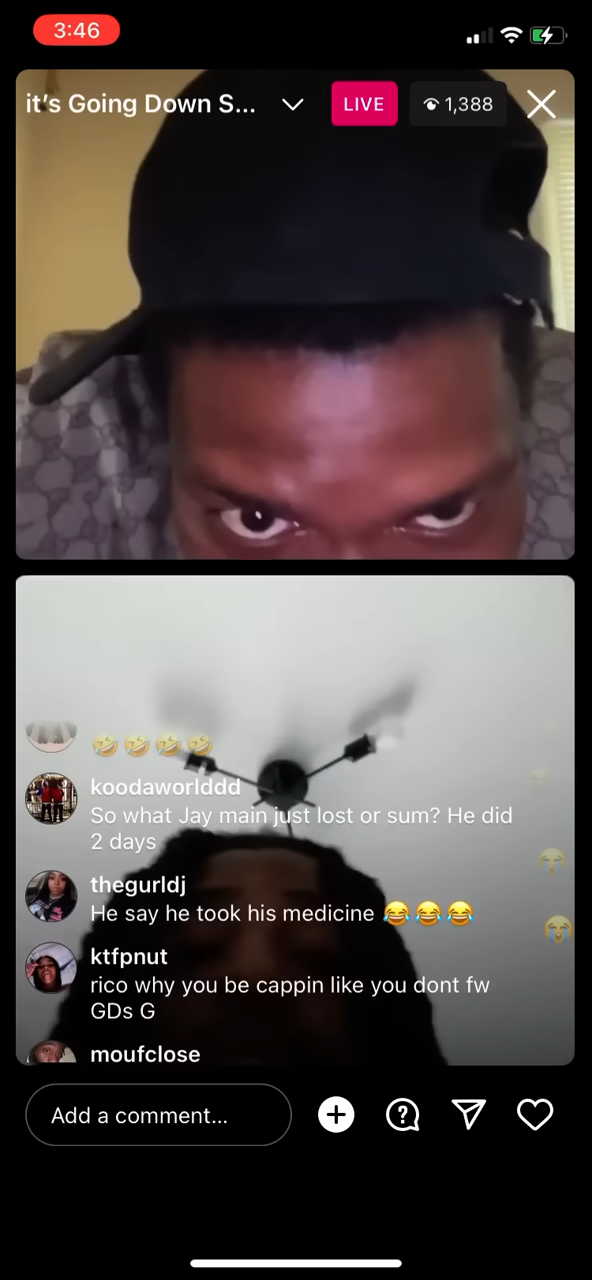 3:46
it's Going Down S...
LIVE
1,388
koodaworlddd
So what Jay main just lost or sum? He did
2 days
thegurldj
He say he took his medicine 😂😂😂
ktfpnut
rico why you be cappin like you dont fw
GDs G
moufclose
Add a comment...